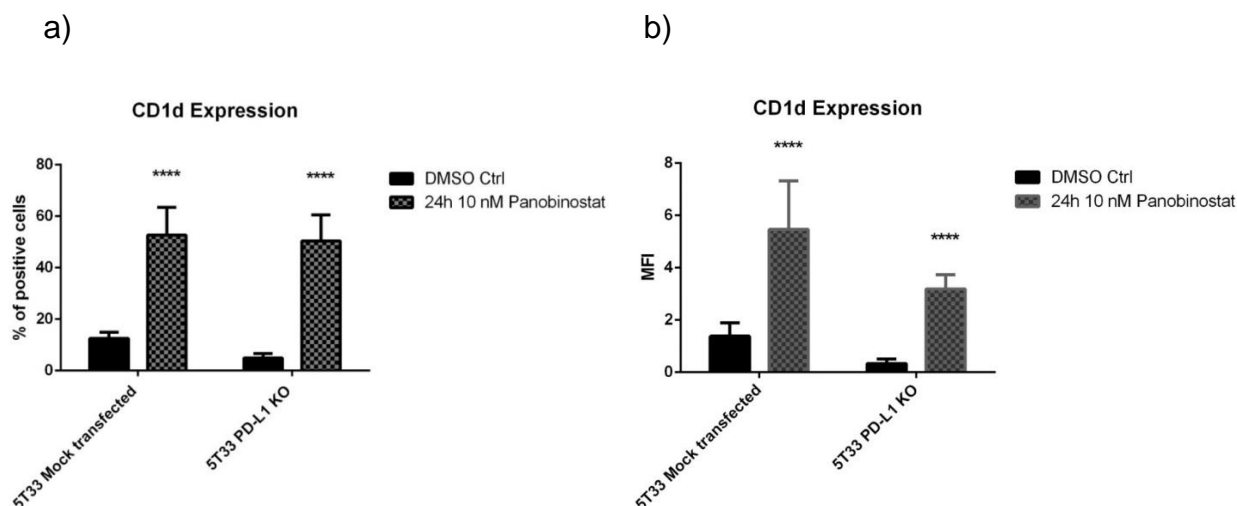 a)
CD1d Expression
% of positive cells
80
60
40
20
0
****
****
DMSO Ctrl
24h 10 nM Panobinostat
5T33 Mock transfected
5T33 PD-L1 KO
b)
CD1d Expression
MFI
8
6
4
2
0
****
****
DMSO Ctrl
24h 10 nM Panobinostat
5T33 Mock transfected
5T33 PD-L1 KO